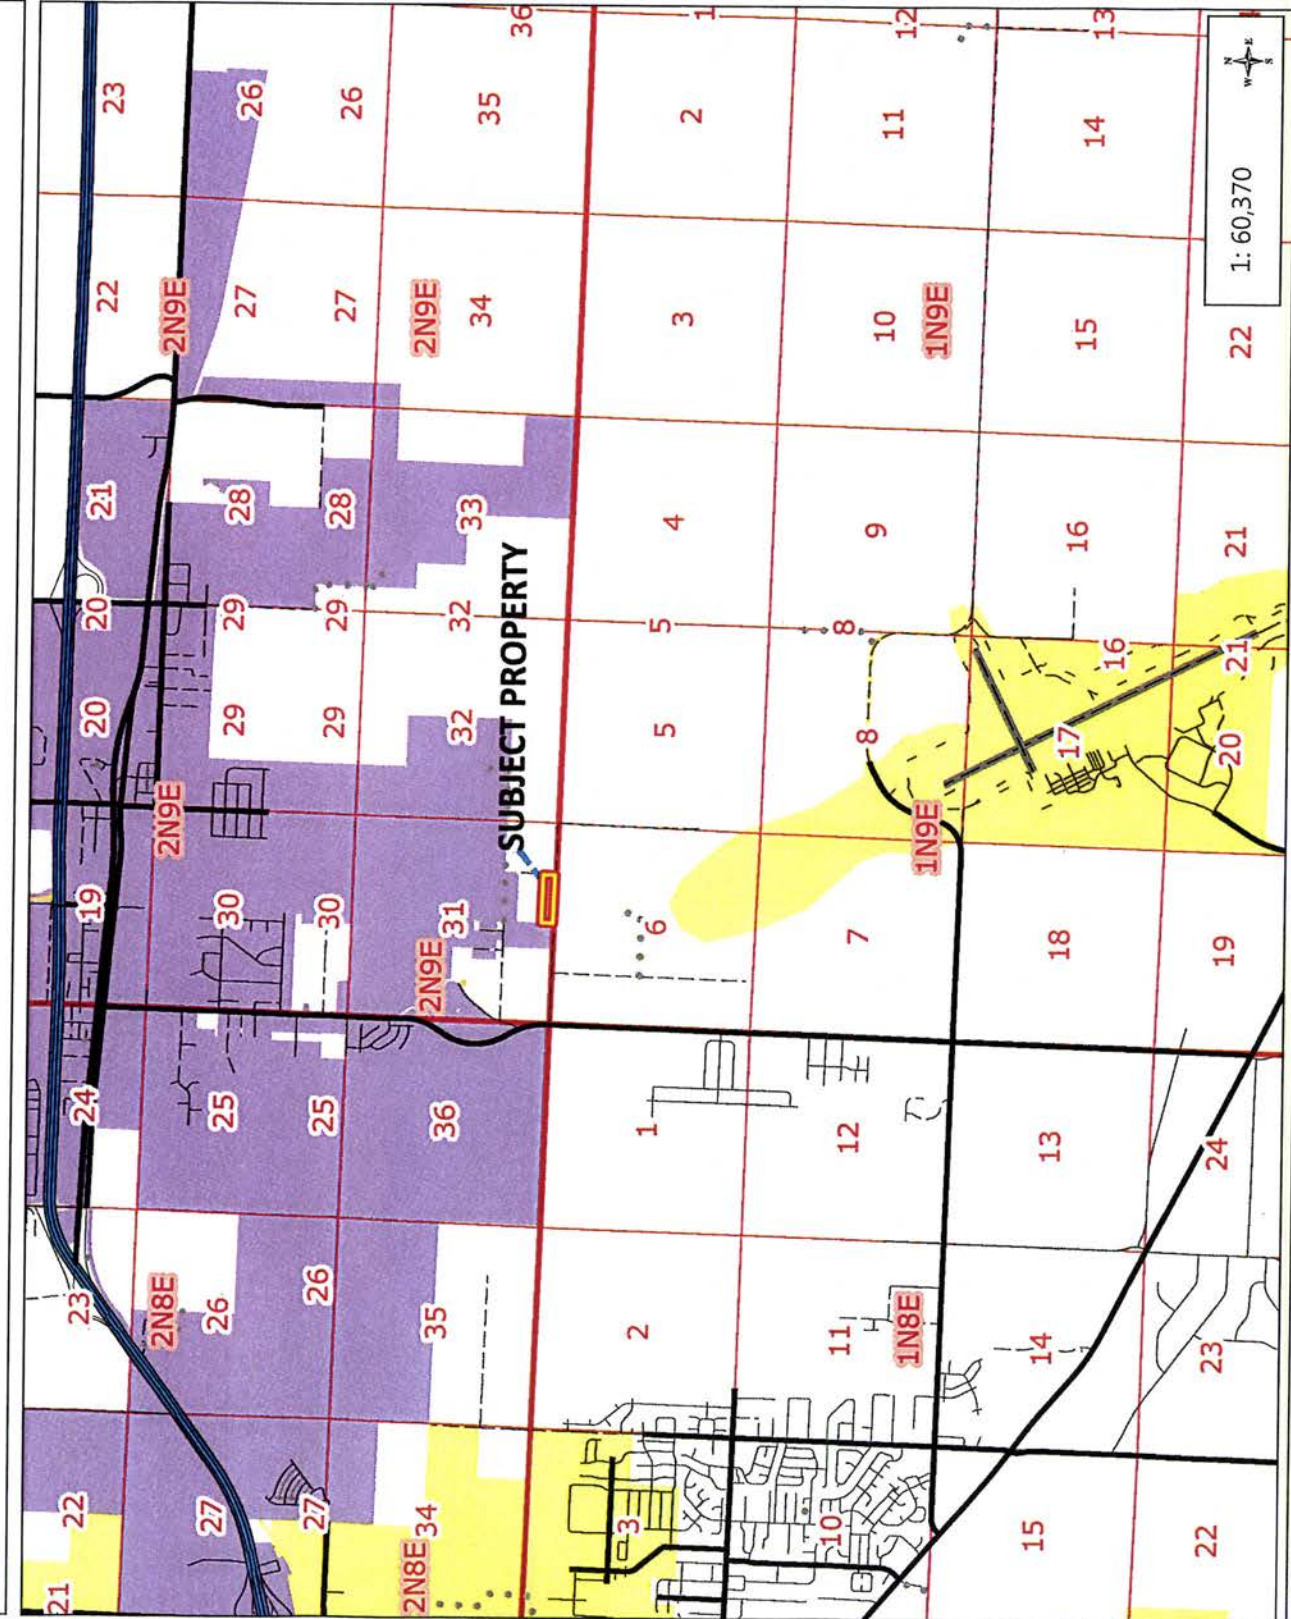 21 22 23 24 19 20 20 21 22 23
2N8E 2N9E 2N9E
27 26 25 30 29 29 28 27 26
27 26 25 30 29 29 28 27 26
2N8E 2N9E 2N9E
34 35 36 31 32 32 33 34 35 36
SUBJECT PROPERTY
3 2 1 6 5 5 4 3 2 1
10 11 12 7 8 8 9 10 11 12
1N8E 1N9E 1N9E
15 14 13 18 17 16 16 15 14 13
22 23 24 19 20 21 21 22
N
W E
S
1: 60,370